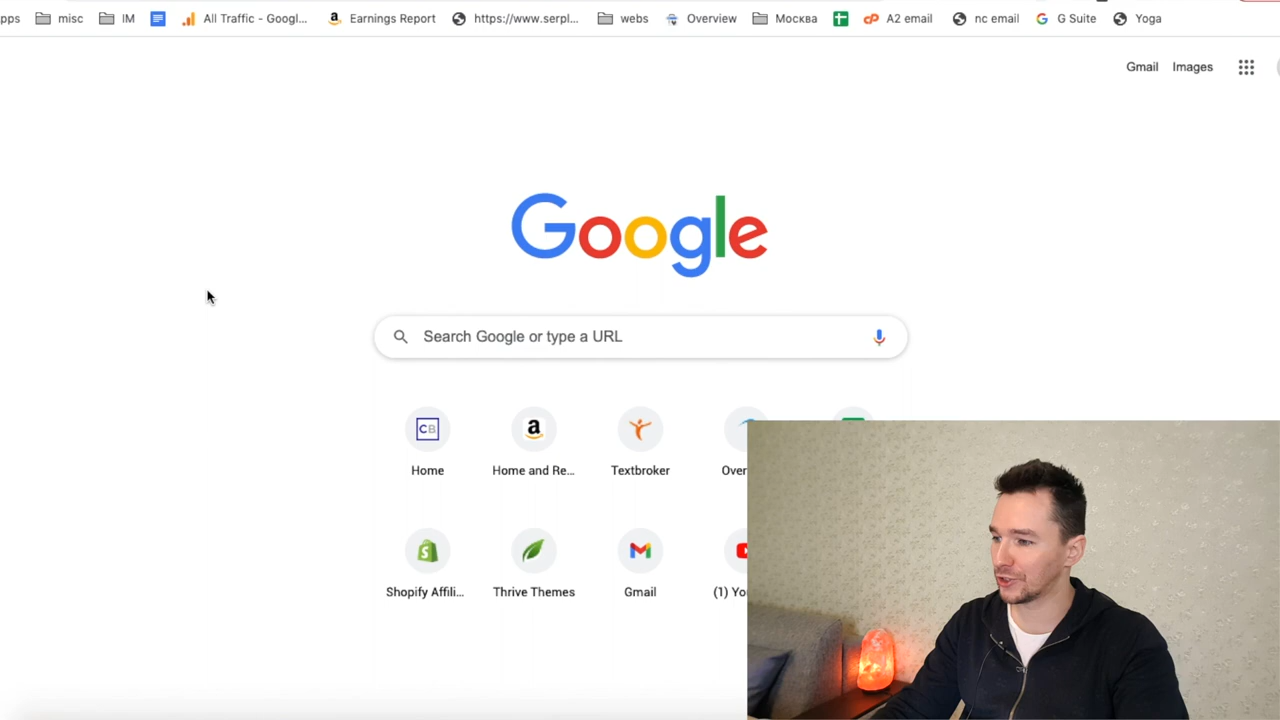 pps misc IM All Traffic - Googl... Earnings Report https://www.serpl... webs Overview Москва A2 email nc email G Suite Yoga
Gmail Images
Google
Search Google or type a URL
CB
Home Home and Re... Textbroker Over
Shopify Affili... Thrive Themes Gmail (1) Yo